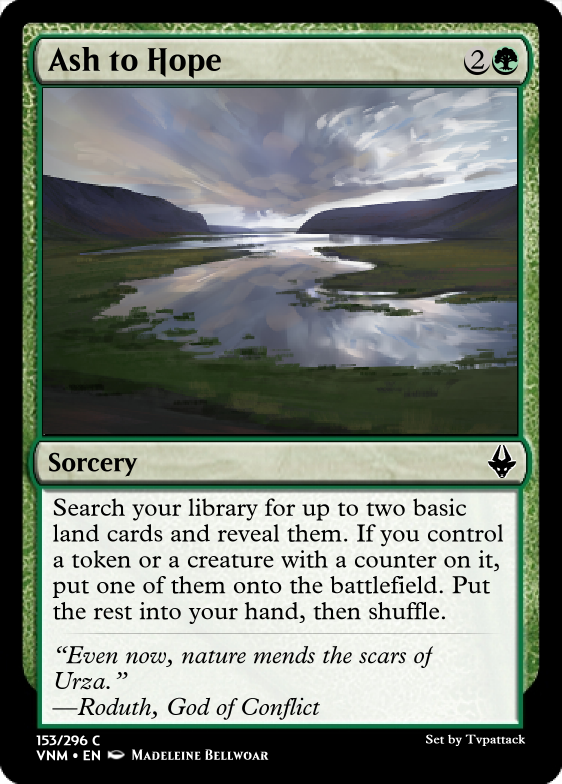 Ash to Hope 2
Sorcery
Search your library for up to two basic
land cards and reveal them. If you control
a token or a creature with a counter on it,
put one of them onto the battlefield. Put
the rest into your hand, then shuffle.
“Even now, nature mends the scars of
Urza.”
—Roduth, God of Conflict
153/296 C
VNM • EN MADELEINE BELLWOAR
Set by Tvpattack